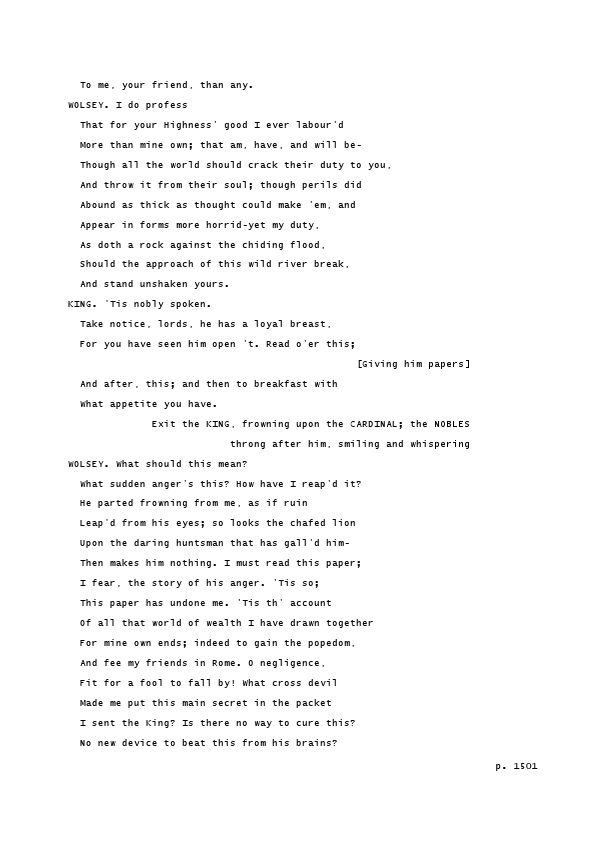 To me, your friend, than any.
WOLSEY. I do profess
That for your Highness' good I ever labour'd
More than mine own; that am, have, and will be-
Though all the world should crack their duty to you,
And throw it from their soul; though perils did
Abound as thick as thought could make 'em, and
Appear in forms more horrid-yet my duty,
As doth a rock against the chiding flood,
Should the approach of this wild river break,
And stand unshaken yours.
KING. 'Tis nobly spoken.
Take notice, lords, he has a loyal breast,
For you have seen him open 't. Read o'er this;
[Giving him papers]
And after, this; and then to breakfast with
What appetite you have.
Exit the KING, frowning upon the CARDINAL; the NOBLES
throng after him, smiling and whispering
WOLSEY. What should this mean?
What sudden anger's this? How have I reap'd it?
He parted frowning from me, as if ruin
Leap'd from his eyes; so looks the chafed lion
Upon the daring huntsman that has gall'd him-
Then makes him nothing. I must read this paper;
I fear, the story of his anger. 'Tis so;
This paper has undone me. 'Tis th' account
Of all that world of wealth I have drawn together
For mine own ends; indeed to gain the popedom,
And fee my friends in Rome. O negligence,
Fit for a fool to fall by! What cross devil
Made me put this main secret in the packet
I sent the King? Is there no way to cure this?
No new device to beat this from his brains?
p. 1501